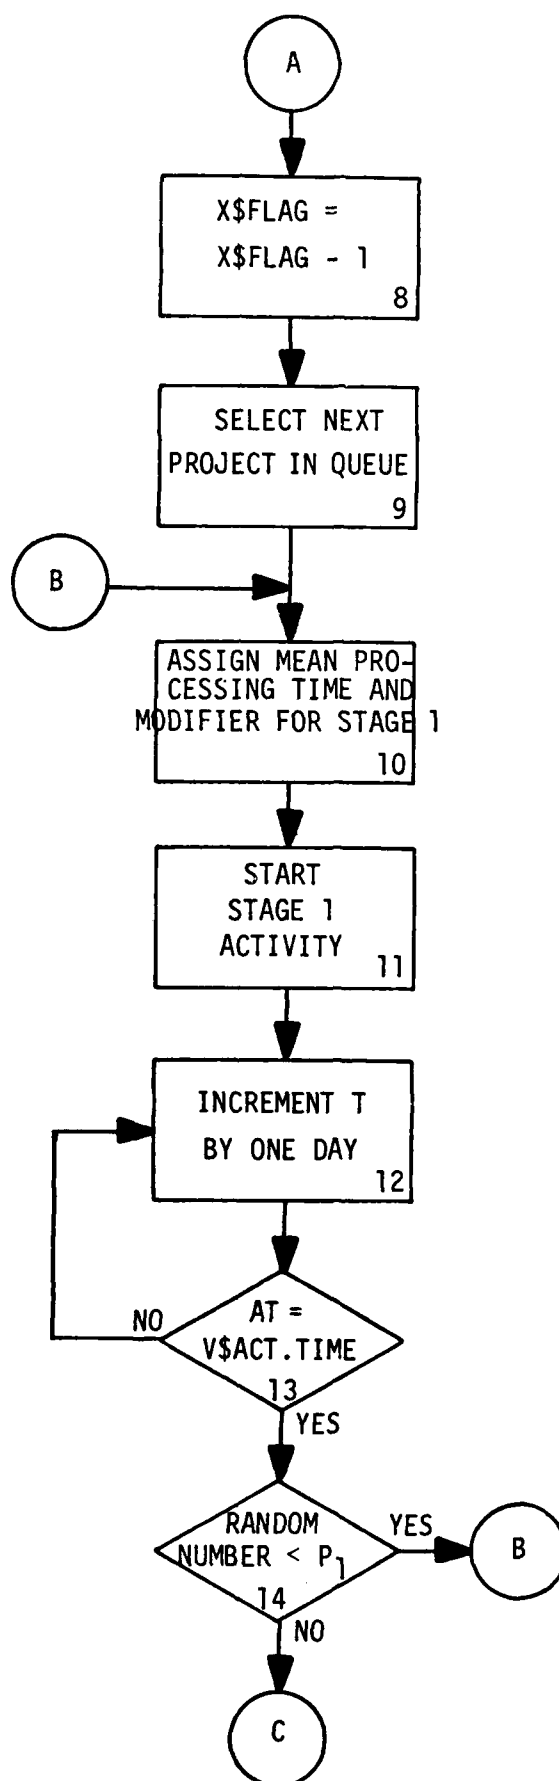 A
X$FLAG =
X$FLAG - 1
8
SELECT NEXT
PROJECT IN QUEUE
9
B
ASSIGN MEAN PRO-
CESSING TIME AND
MODIFIER FOR STAGE 1
10
START
STAGE 1
ACTIVITY
11
INCREMENT T
BY ONE DAY
12
NO
AT =
V$ACT.TIME
13
YES
RANDOM
NUMBER < P1
14
YES
B
NO
C